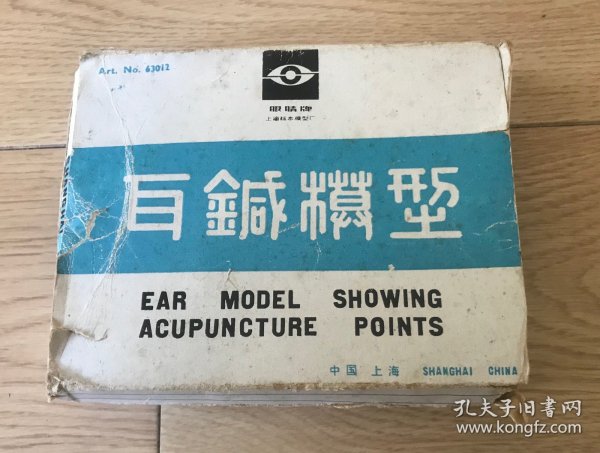 Art. No. 63012
眼睛牌
上海标本模型厂
耳鍼模型
EAR MODEL SHOWING
ACUPUNCTURE POINTS
中国 上海 SHANGHAI CHINA
孔夫子旧书网
www.kongfz.com